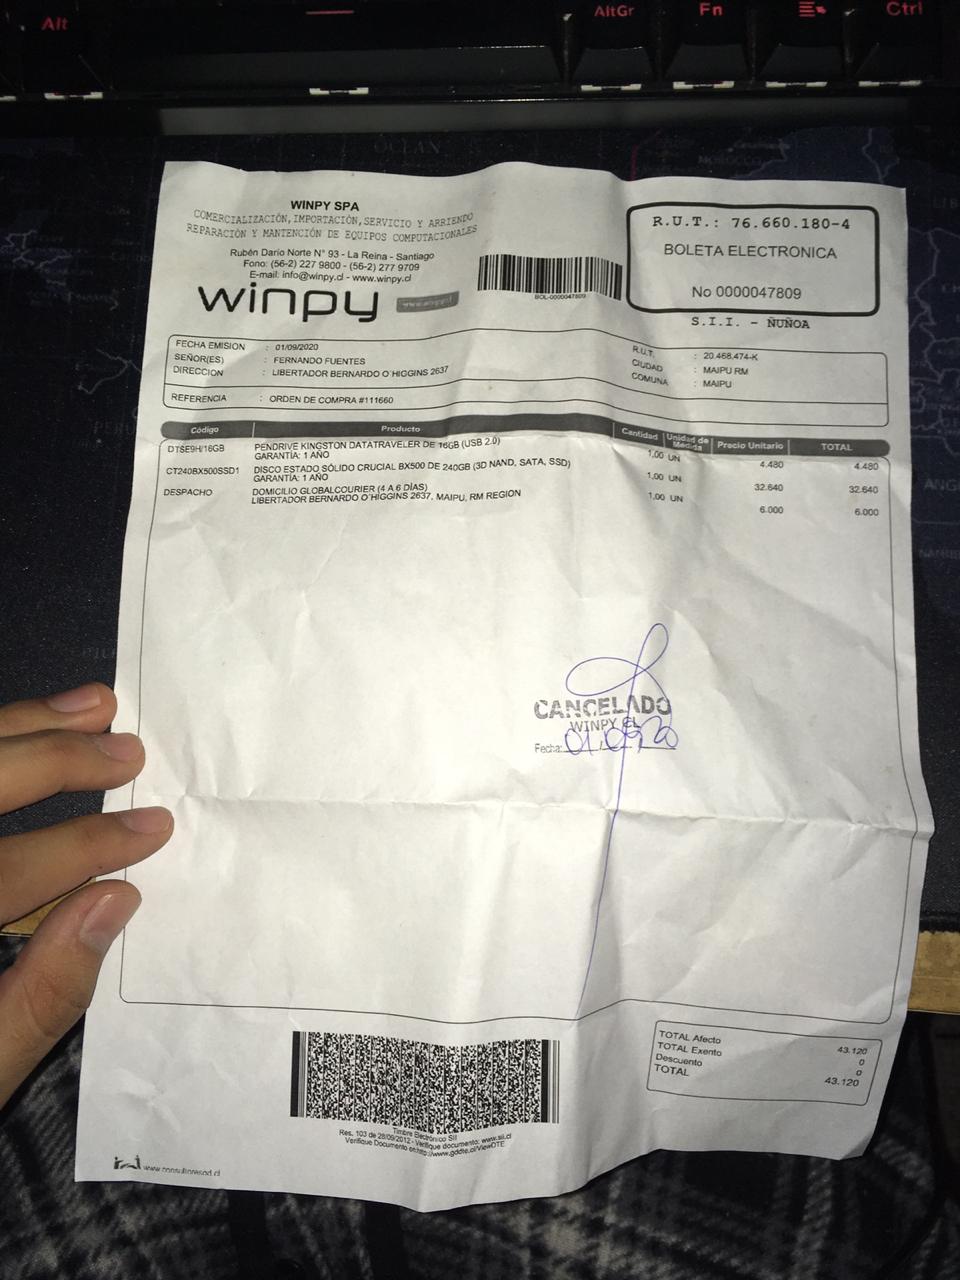 Alt
AltGr
Fn
Ctrl
OCEAN
MOROCCO
WINPY SPA
COMERCIALIZACIÓN,IMPORTACIÓN,SERVICIO Y ARRIENDO
REPARACIÓN Y MANTENCIÓN DE EQUIPOS COMPUTACIONALES
Rubén Darío Norte N° 93 - La Reina - Santiago
Fono: (56-2) 227 9800 - (56-2) 277 9709
E-mail: info@winpy.cl - www.winpy.cl
winpy
BOL-0000047809
R.U.T.: 76.660.180-4
BOLETA ELECTRONICA
No 0000047809
S.I.I. - ÑUÑOA
FECHA EMISION : 01/09/2020
SEÑOR(ES) : FERNANDO FUENTES
DIRECCION : LIBERTADOR BERNARDO O´HIGGINS 2637
R.U.T. : 20.468.474-K
CIUDAD : MAIPU RM
COMUNA : MAIPU
REFERENCIA : ORDEN DE COMPRA #111660
Código Producto Cantidad Unidad de Medida Precio Unitario TOTAL
DTSE9H/16GB PENDRIVE KINGSTON DATATRAVELER DE 16GB (USB 2.0) 1,00 UN 4.480 4.480
GARANTÍA: 1 AÑO
CT240BX500SSD1 DISCO ESTADO SÓLIDO CRUCIAL BX500 DE 240GB (3D NAND, SATA, SSD) 1,00 UN 32.640 32.640
GARANTÍA: 1 AÑO
DESPACHO DOMICILIO GLOBALCOURIER (4 A 6 DÍAS) 1,00 UN 6.000 6.000
LIBERTADOR BERNARDO O´HIGGINS 2637, MAIPU, RM REGION
CANCELADO
WINPY.CL
Fecha: 01/09/20
TOTAL Afecto 43.120
TOTAL Exento 0
Descuento 0
TOTAL 43.120
Timbre Electrónico SII
Res. 103 de 28/09/2012 - Verifique documento: www.sii.cl
Verifique Documento en:http://www.gddte.cl/ViewDTE